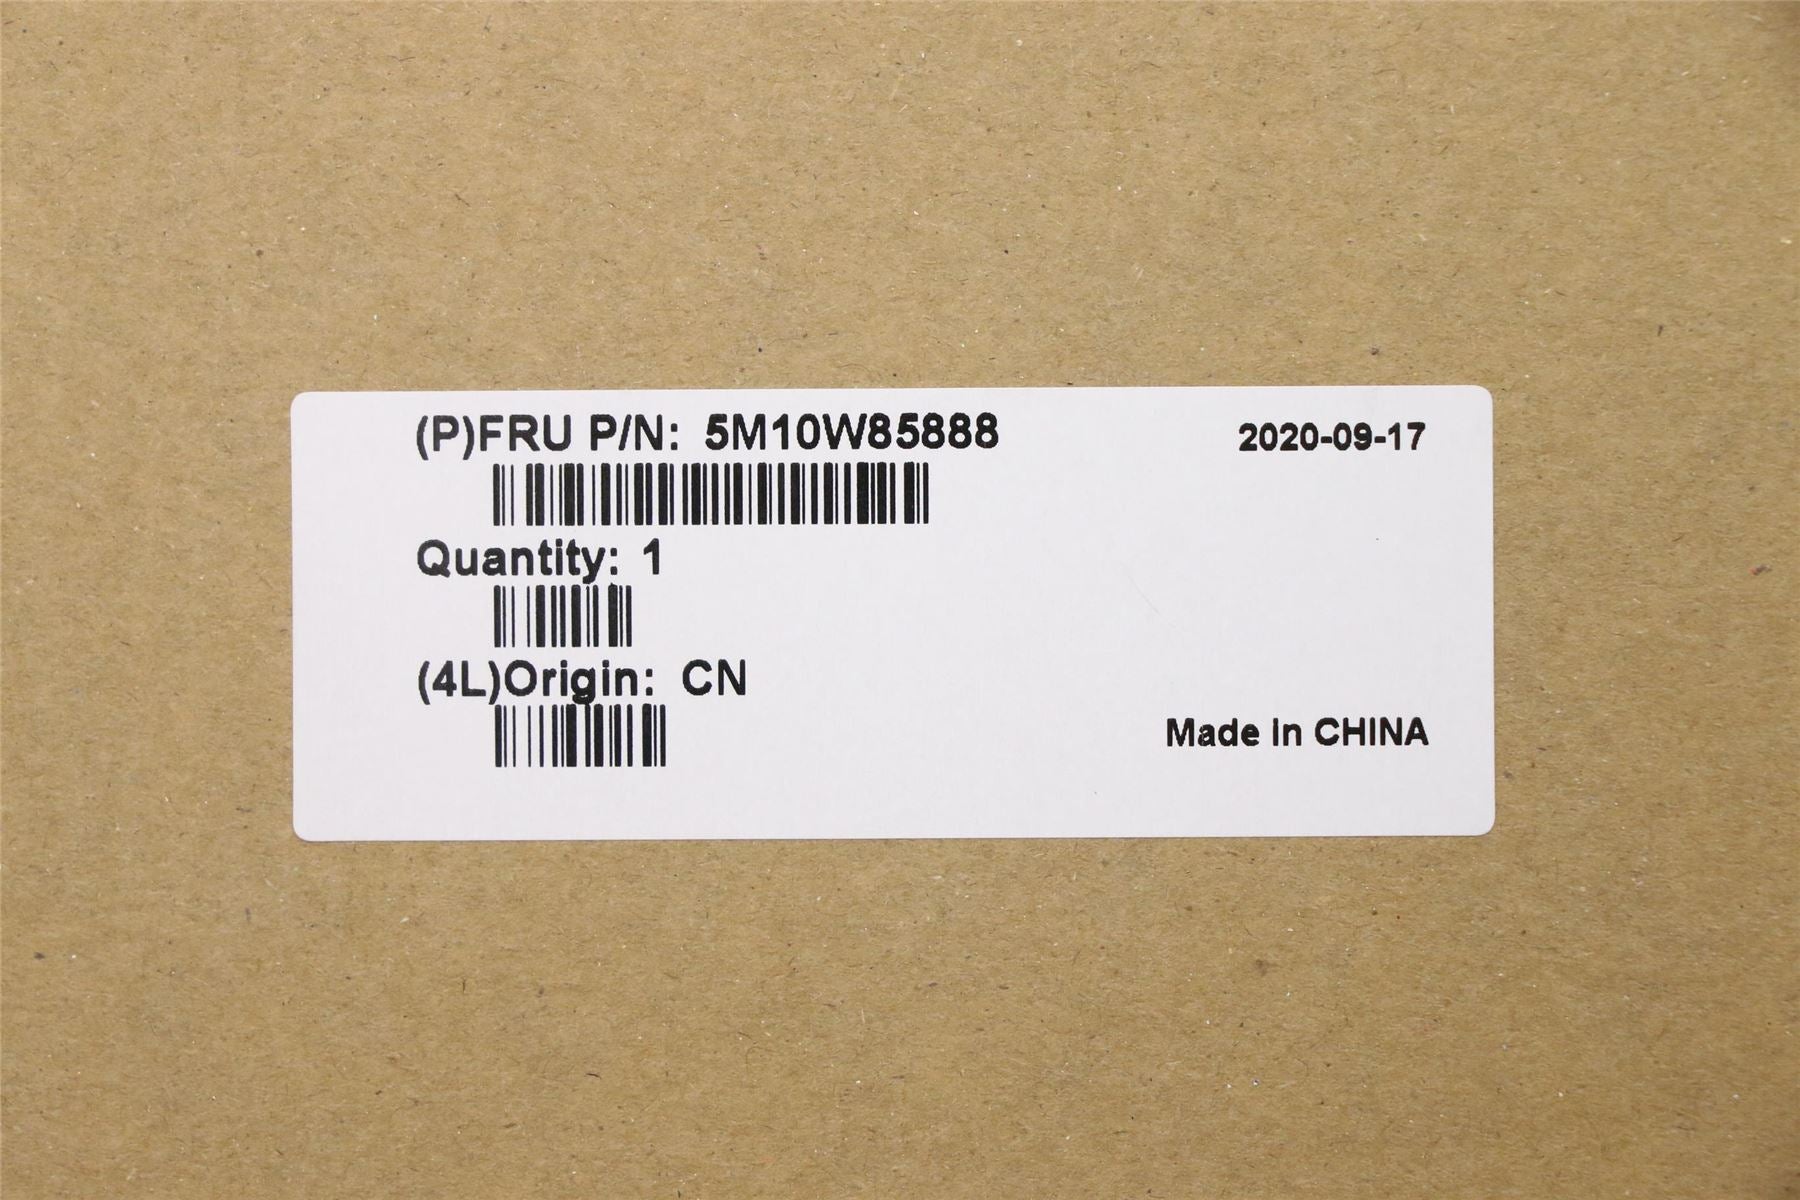 (P)FRU P/N: 5M10W85888
2020-09-17
Quantity: 1
(4L)Origin: CN
Made in CHINA